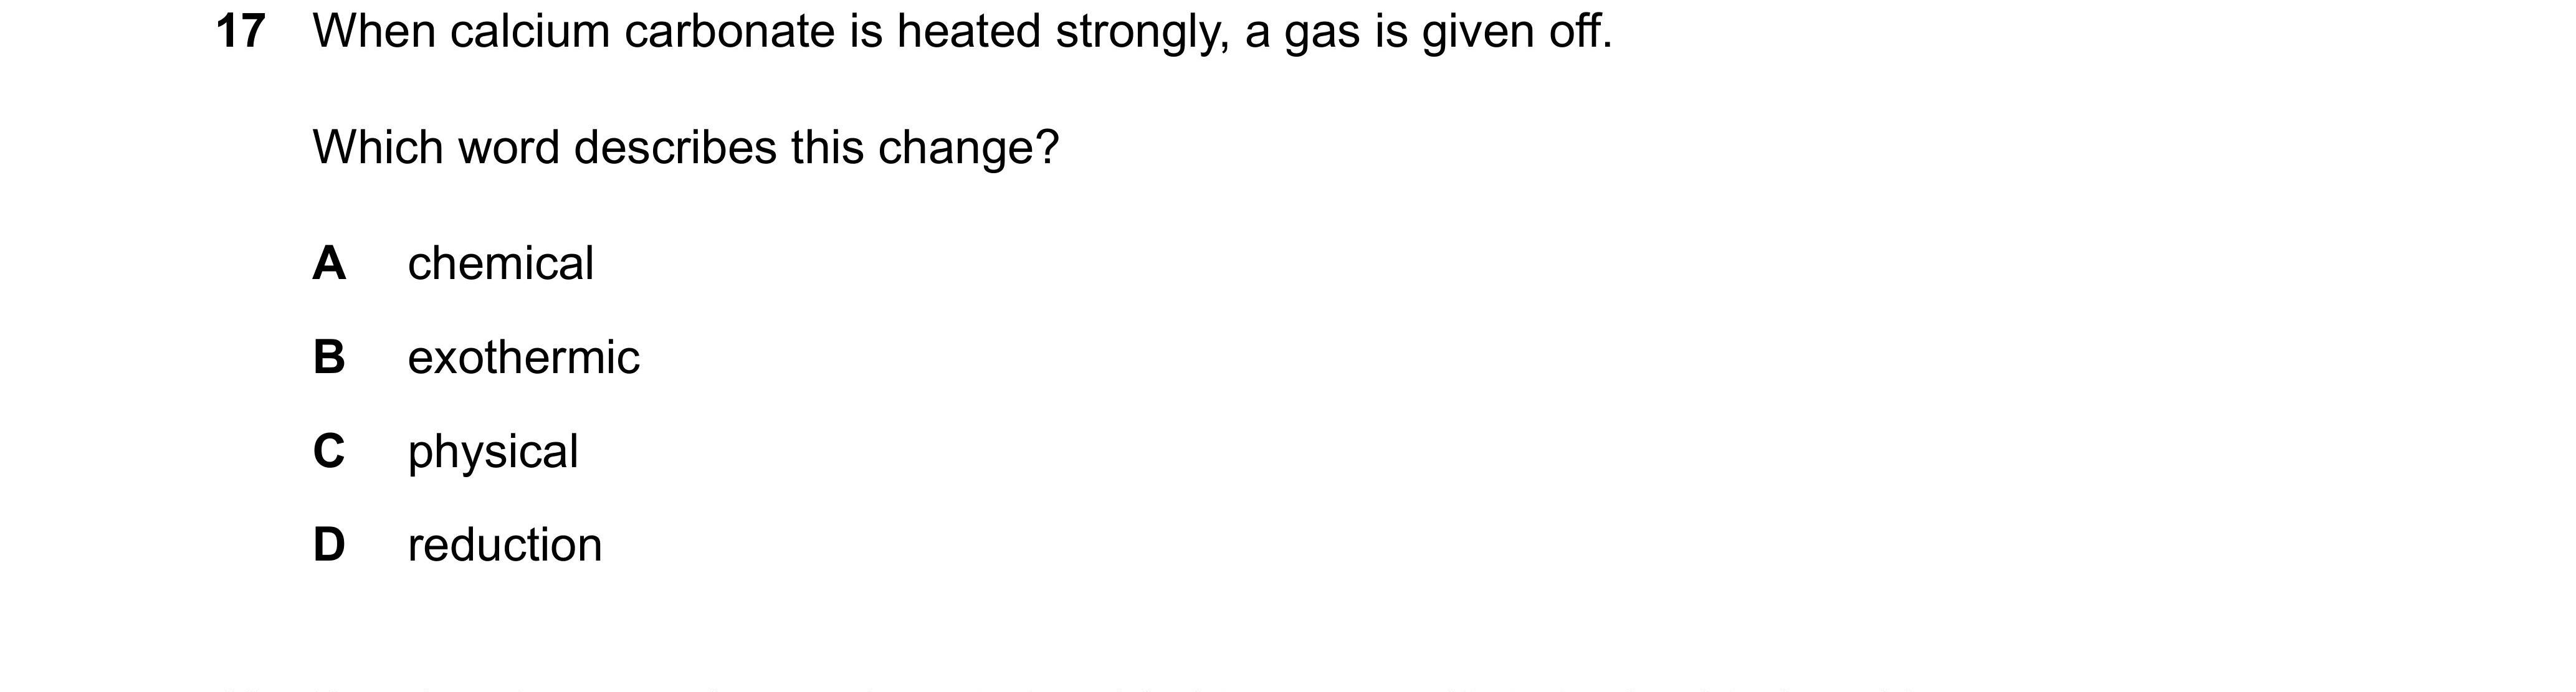 17 When calcium carbonate is heated strongly, a gas is given off.
Which word describes this change?
A chemical
B exothermic
C physical
D reduction